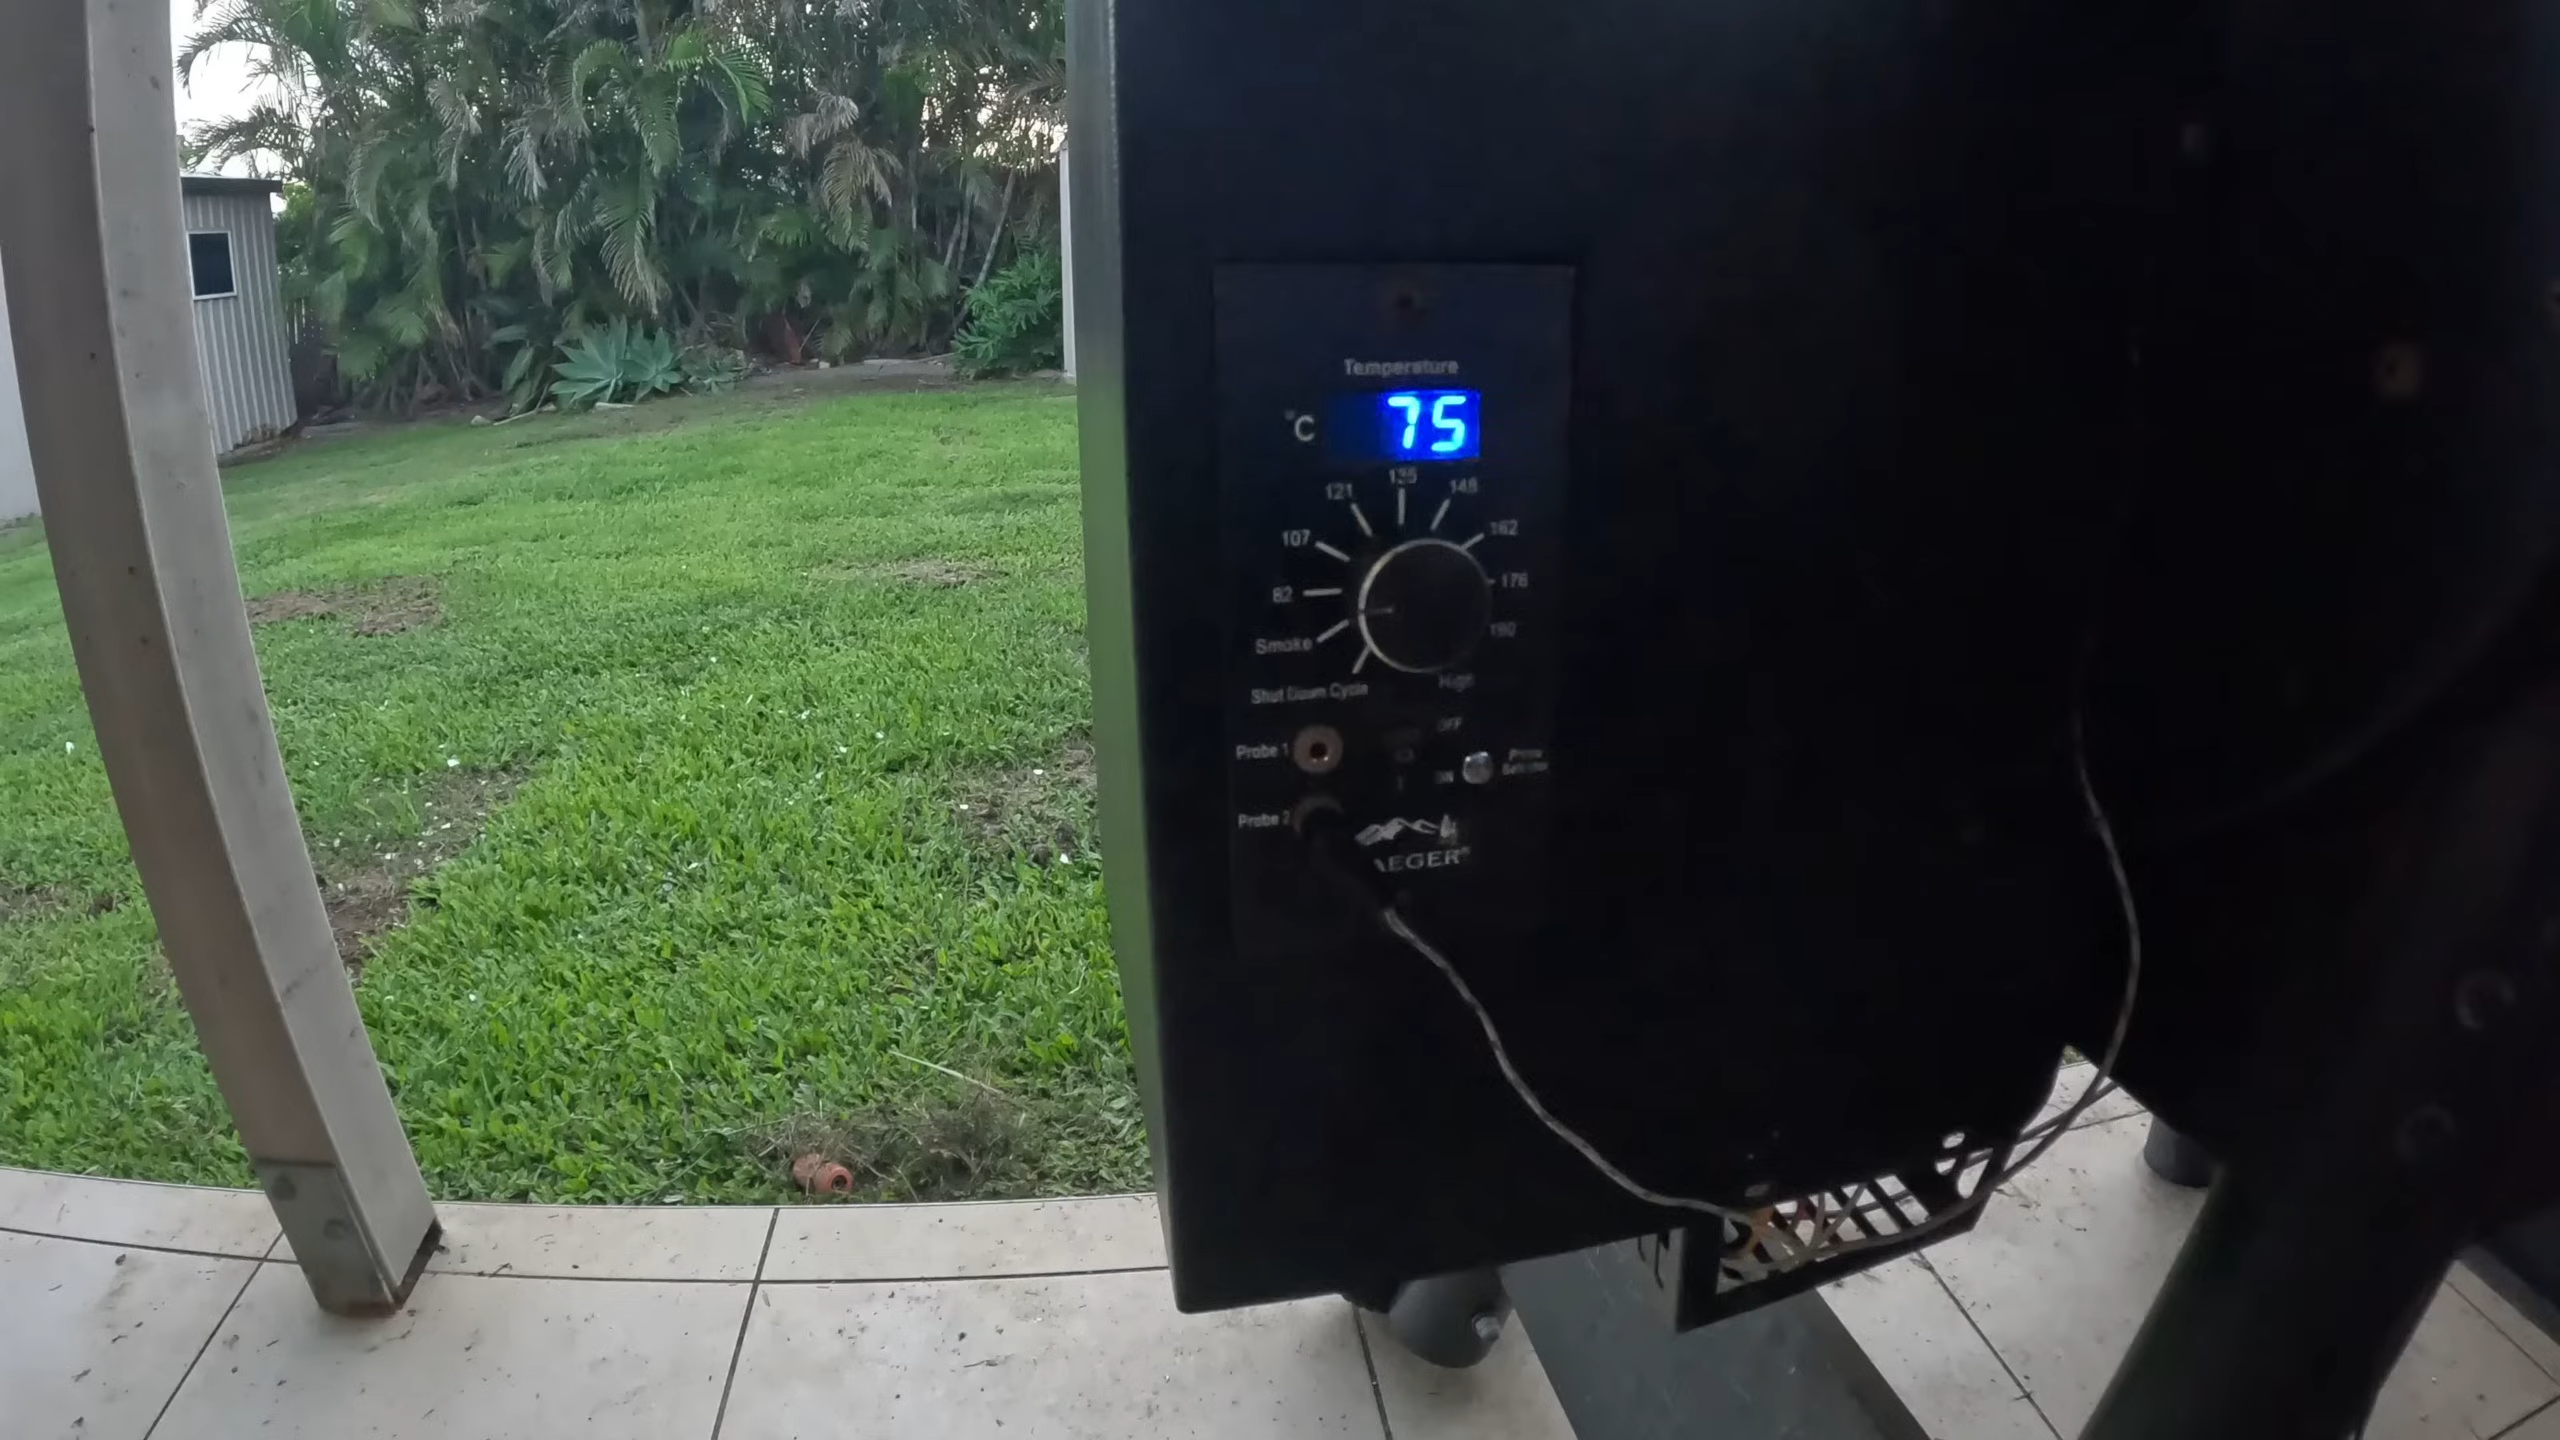 Temperature
°C 75
135
121 148
107 162
82 176
Smoke 190
Shut Down Cycle High
OFF
Probe 1
ON
Probe 2
AEGER®